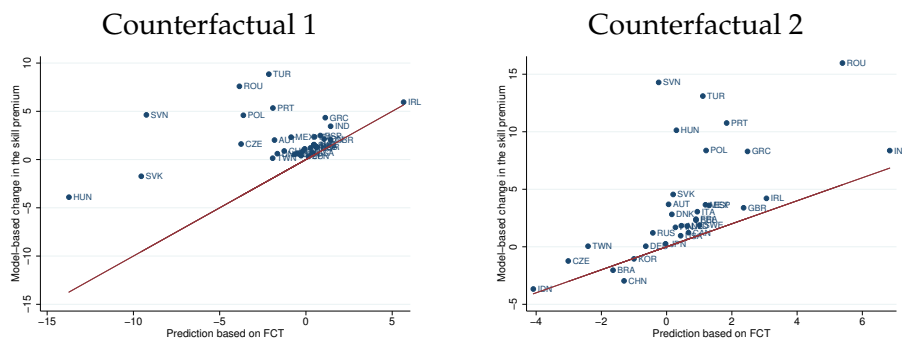 Counterfactual 1
Model−based change in the skill premium
10
5
0
−5
−10
−15
TUR
ROU
IRL
PRT
SVN
POL
GRC
IND
MEX
AUT
CZE
TWN
SVK
HUN
−15
−10
−5
0
5
Prediction based on FCT
Counterfactual 2
Model−based change in the skill premium
15
10
5
0
−5
ROU
SVN
TUR
PRT
HUN
POL
GRC
IN
SVK
IRL
AUT
ESP
GBR
DNK
ITA
SWE
RUS
CAN
JPN
TWN
KOR
CZE
BRA
CHN
IDN
−4
−2
0
2
4
6
Prediction based on FCT